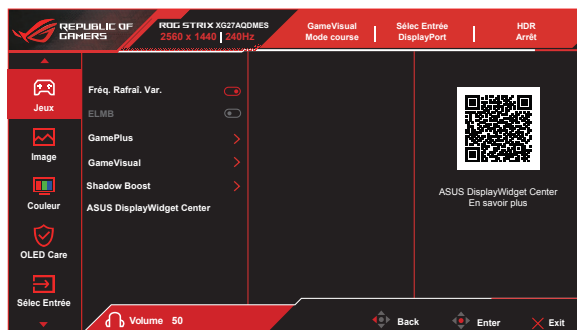 REPUBLIC OF
GAMERS
ROG STRIX XG27AQDMES
2560 x 1440 240Hz
GameVisual
Mode course
Sélec Entrée
DisplayPort
HDR
Arrêt
Jeux
Image
Couleur
OLED Care
Sélec Entrée
Fréq. Rafraî. Var.
ELMB
GamePlus
GameVisual
Shadow Boost
ASUS DisplayWidget Center
ASUS DisplayWidget Center
En savoir plus
Volume 50
Back
Enter
Exit